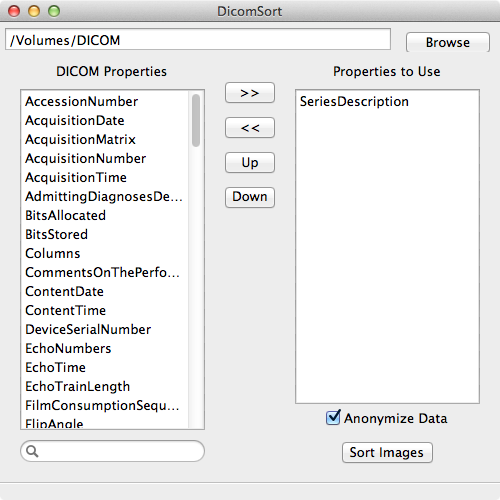 DicomSort
/Volumes/DICOM
Browse
DICOM Properties
Properties to Use
AccessionNumber
AcquisitionDate
AcquisitionMatrix
AcquisitionNumber
AcquisitionTime
AdmittingDiagnosesDe...
BitsAllocated
BitsStored
Columns
CommentsOnThePerfo...
ContentDate
ContentTime
DeviceSerialNumber
EchoNumbers
EchoTime
EchoTrainLength
FilmConsumptionSequ...
FlipAngle
>>
<<
Up
Down
SeriesDescription
Anonymize Data
Sort Images